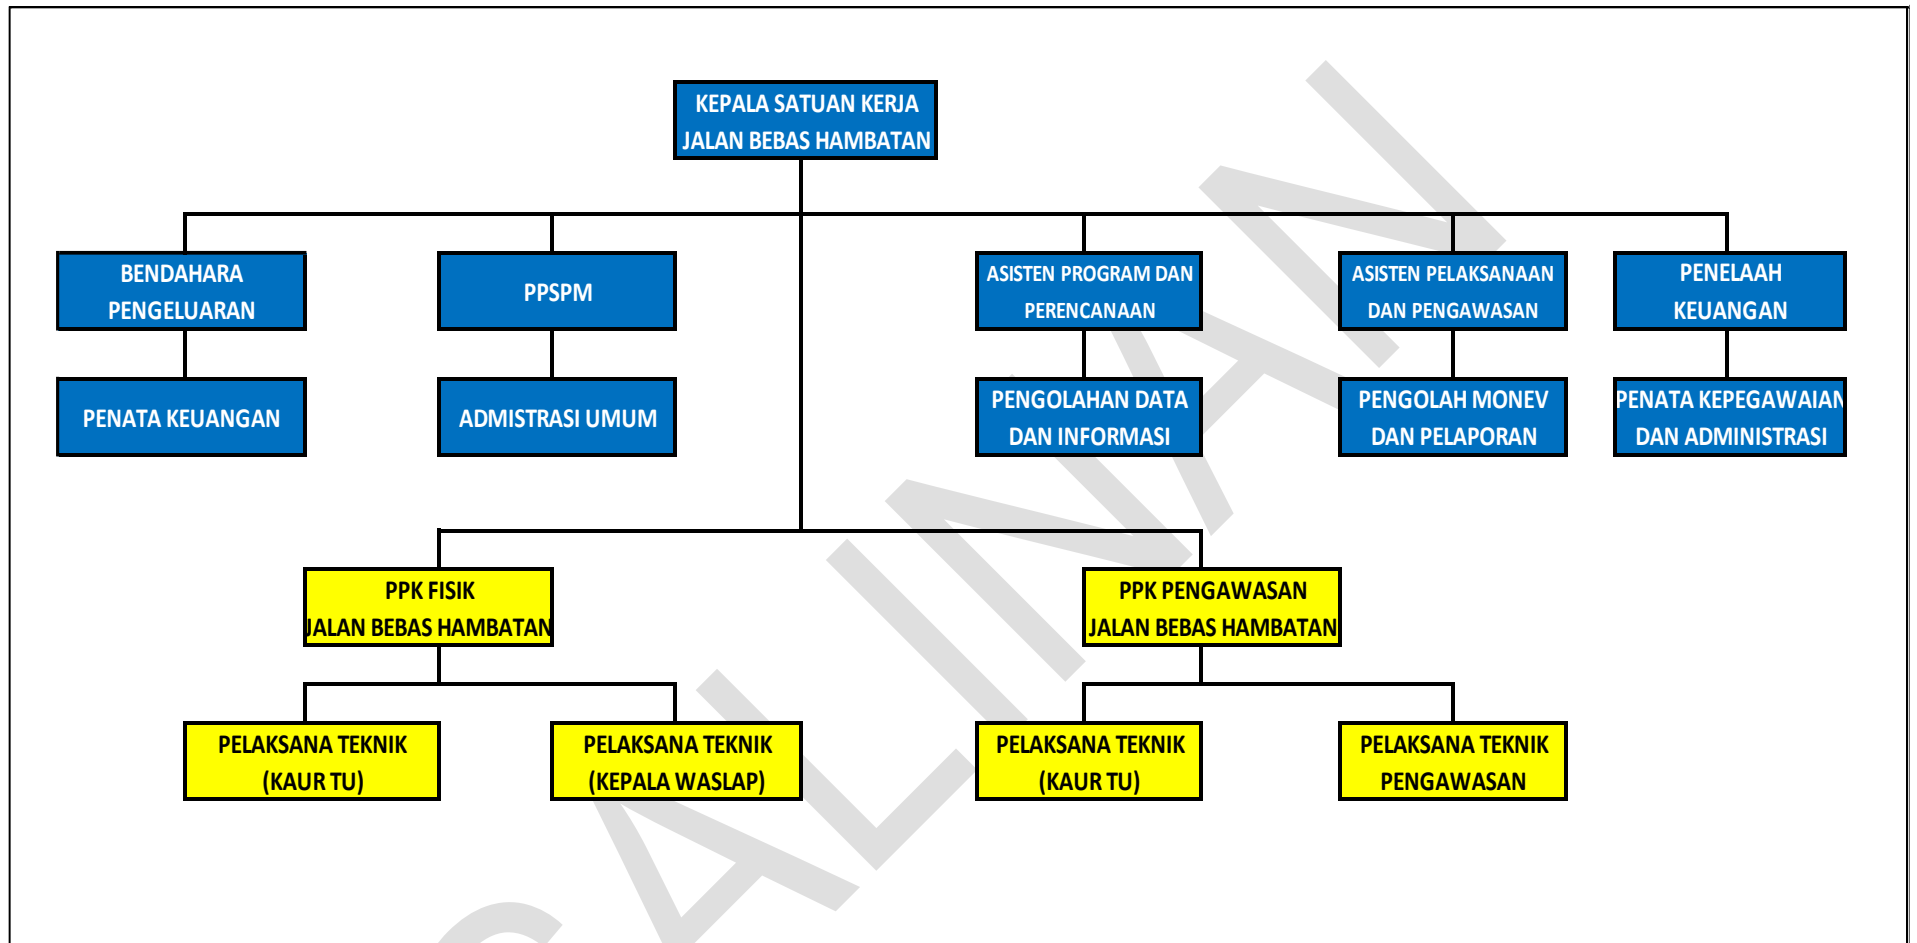 KEPALA SATUAN KERJA
JALAN BEBAS HAMBATAN
BENDAHARA
PENGELUARAN
PPSPM
ASISTEN PROGRAM DAN
PERENCANAAN
ASISTEN PELAKSANAAN
DAN PENGAWASAN
PENELAAH
KEUANGAN
PENATA KEUANGAN
ADMISTRASI UMUM
PENGOLAHAN DATA
DAN INFORMASI
PENGOLAH MONEV
DAN PELAPORAN
PENATA KEPEGAWAIAN
DAN ADMINISTRASI
PPK FISIK
JALAN BEBAS HAMBATAN
PPK PENGAWASAN
JALAN BEBAS HAMBATAN
PELAKSANA TEKNIK
(KAUR TU)
PELAKSANA TEKNIK
(KEPALA WASLAP)
PELAKSANA TEKNIK
(KAUR TU)
PELAKSANA TEKNIK
PENGAWASAN
SALINAN